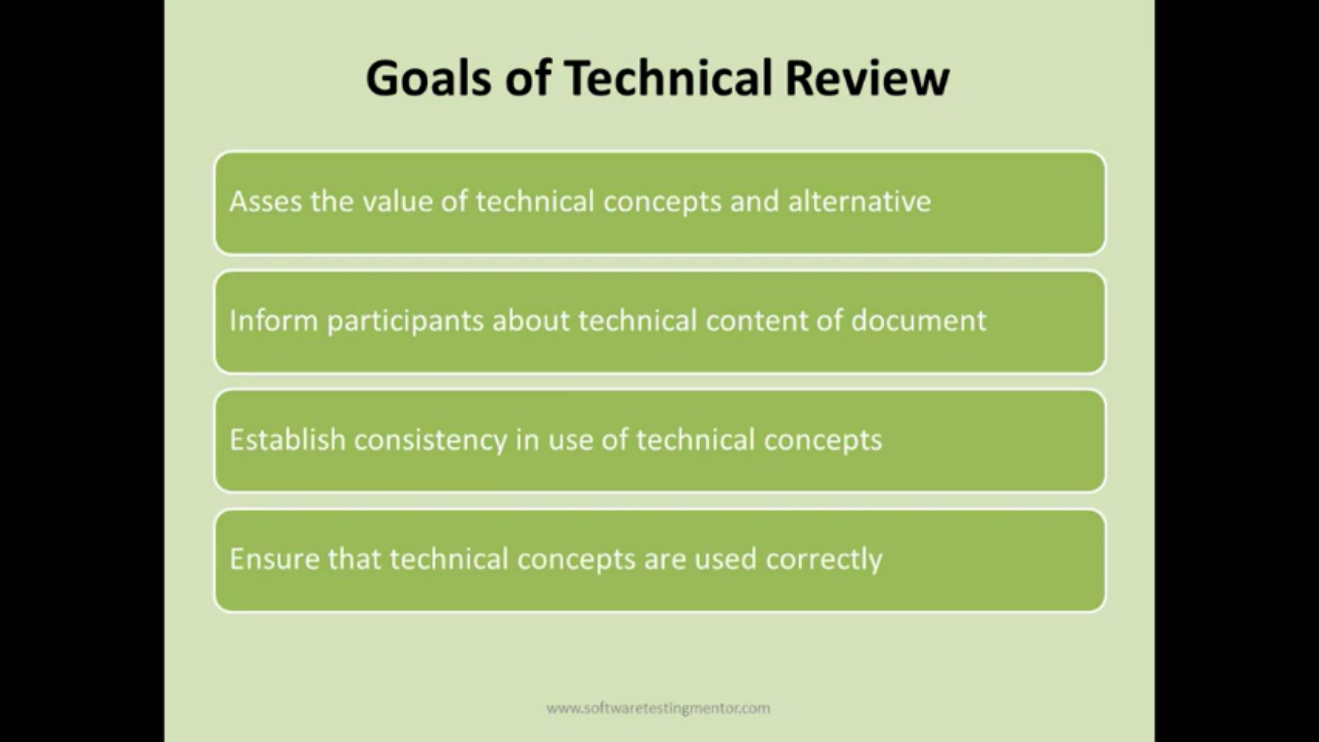 Goals of Technical Review
Asses the value of technical concepts and alternative
Inform participants about technical content of document
Establish consistency in use of technical concepts
Ensure that technical concepts are used correctly
www.softwaretestingmentor.com